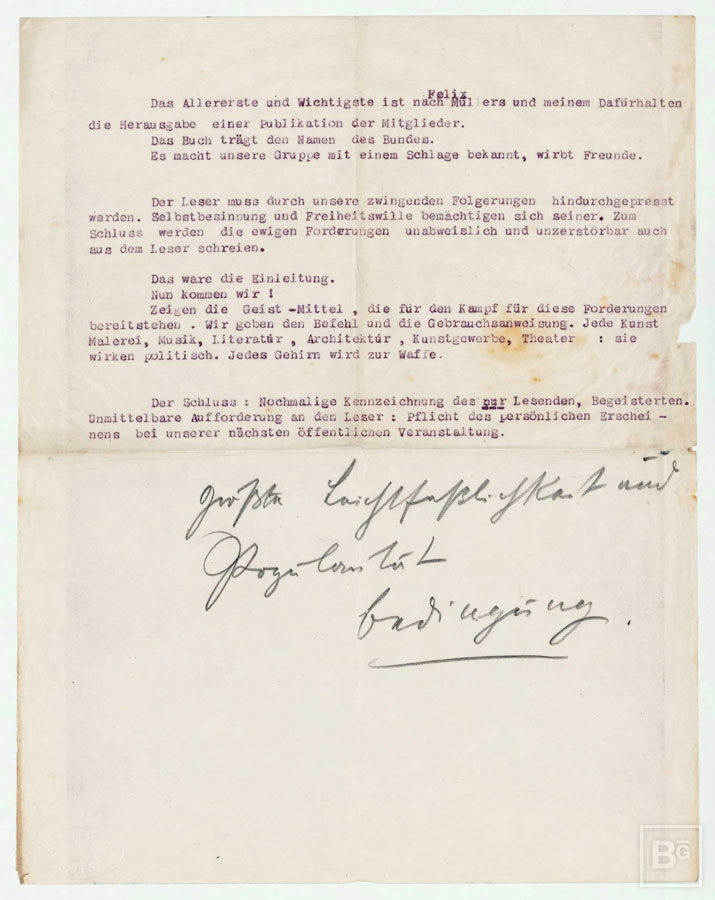 Felix
Das Allererste und Wichtigste ist nach Müllers und meinem Dafürhalten
die Herausgabe einer Publikation der Mitglieder.
Das Buch trägt den Namen des Bundes.
Es macht unsere Gruppe mit einem Schlage bekannt, wirbt Freunde.
Der Leser muss durch unsere zwingenden Folgerungen hindurchgepresst
werden. Selbstbesinnung und Freiheitswille bemächtigen sich seiner. Zum
Schluss werden die ewigen Forderungen unabweislich und unzerstörbar auch
aus dem Leser schreien.
Das wäre die Einleitung.
Nun kommen wir !
Zeigen die Geist -Mittel , die für den Kampf für diese Forderungen
bereitstehen . Wir geben den Befehl und die Gebrauchsanweisung. Jede Kunst
Malerei, Musik, Literatur , Architektur , Kunstgewerbe, Theater : sie
wirken politisch. Jedes Gehirn wird zur Waffe.
Der Schluss : Nochmalige Kennzeichnung des nur Lesenden, Begeisterten.
Unmittelbare Aufforderung an den Leser : Pflicht des persönlichen Erschei -
nens bei unserer nächsten öffentlichen Veranstaltung.
größte Leichtfaßlichkeit und
Popularität
bedingung.
BG